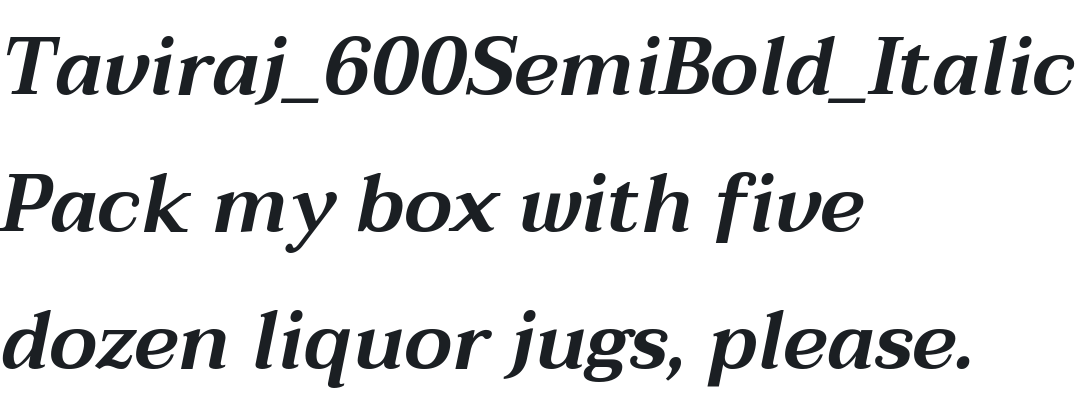 Taviraj_600SemiBold_Italic
Pack my box with five
dozen liquor jugs, please.